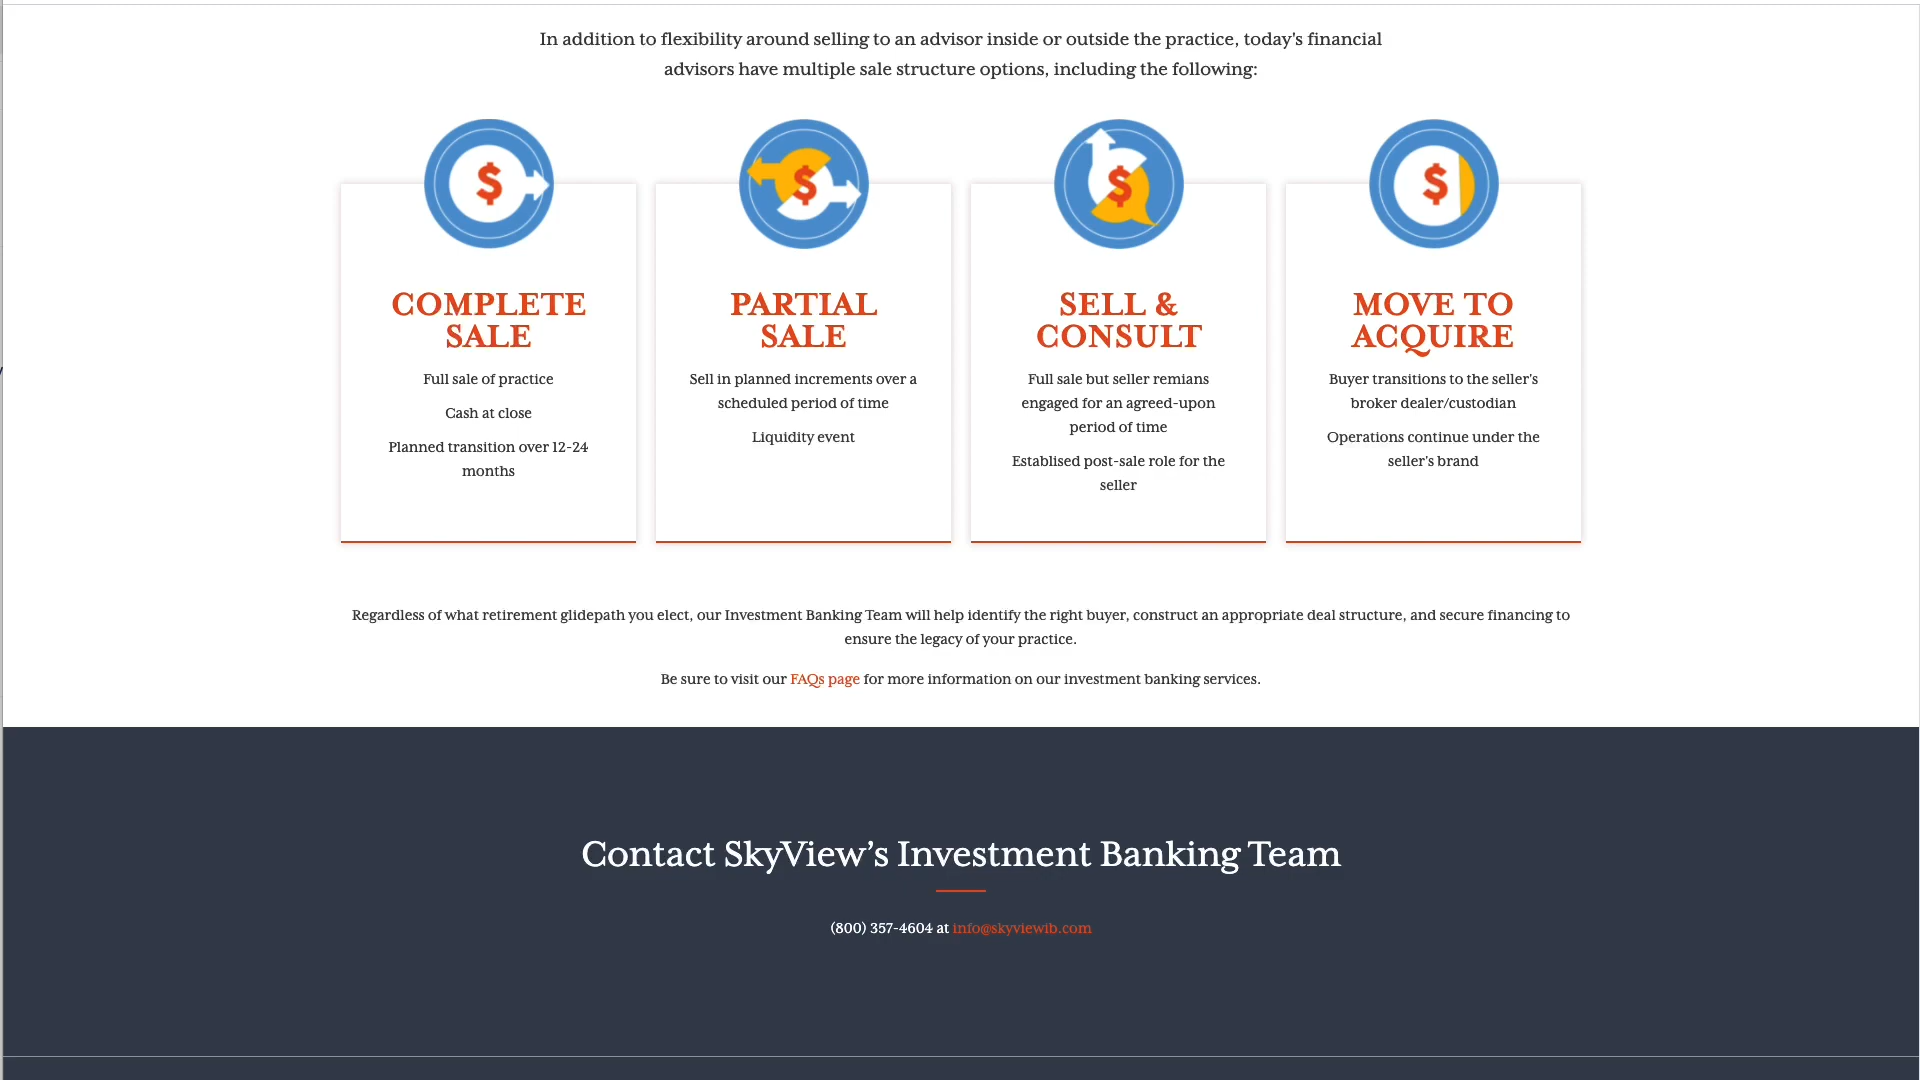 In addition to flexibility around selling to an advisor inside or outside the practice, today's financial
advisors have multiple sale structure options, including the following:
COMPLETE
SALE
Full sale of practice
Cash at close
Planned transition over 12-24
months
PARTIAL
SALE
Sell in planned increments over a
scheduled period of time
Liquidity event
SELL &
CONSULT
Full sale but seller remians
engaged for an agreed-upon
period of time
Establised post-sale role for the
seller
MOVE TO
ACQUIRE
Buyer transitions to the seller's
broker dealer/custodian
Operations continue under the
seller's brand
Regardless of what retirement glidepath you elect, our Investment Banking Team will help identify the right buyer, construct an appropriate deal structure, and secure financing to
ensure the legacy of your practice.
Be sure to visit our FAQs page for more information on our investment banking services.
Contact SkyView’s Investment Banking Team
(800) 357-4604 at info@skyviewib.com